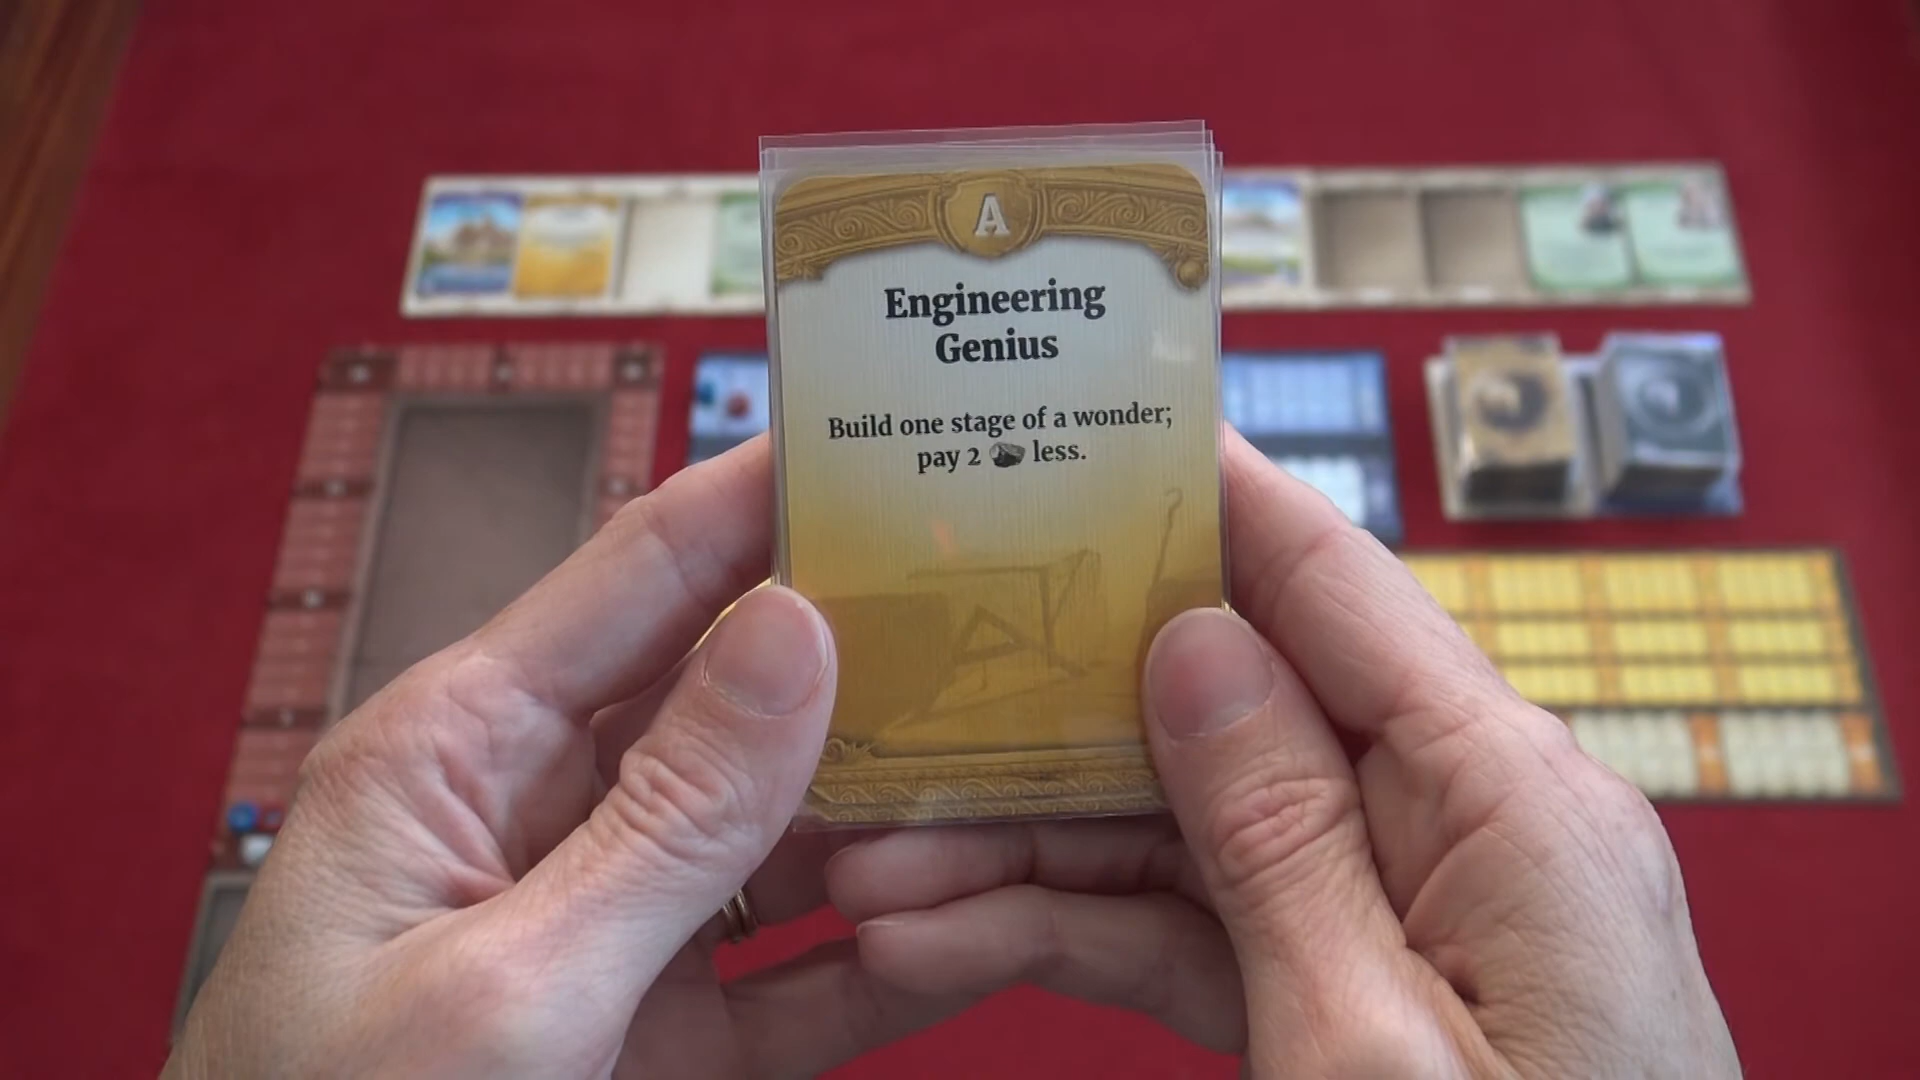 A
Engineering
Genius
Build one stage of a wonder;
pay 2 less.